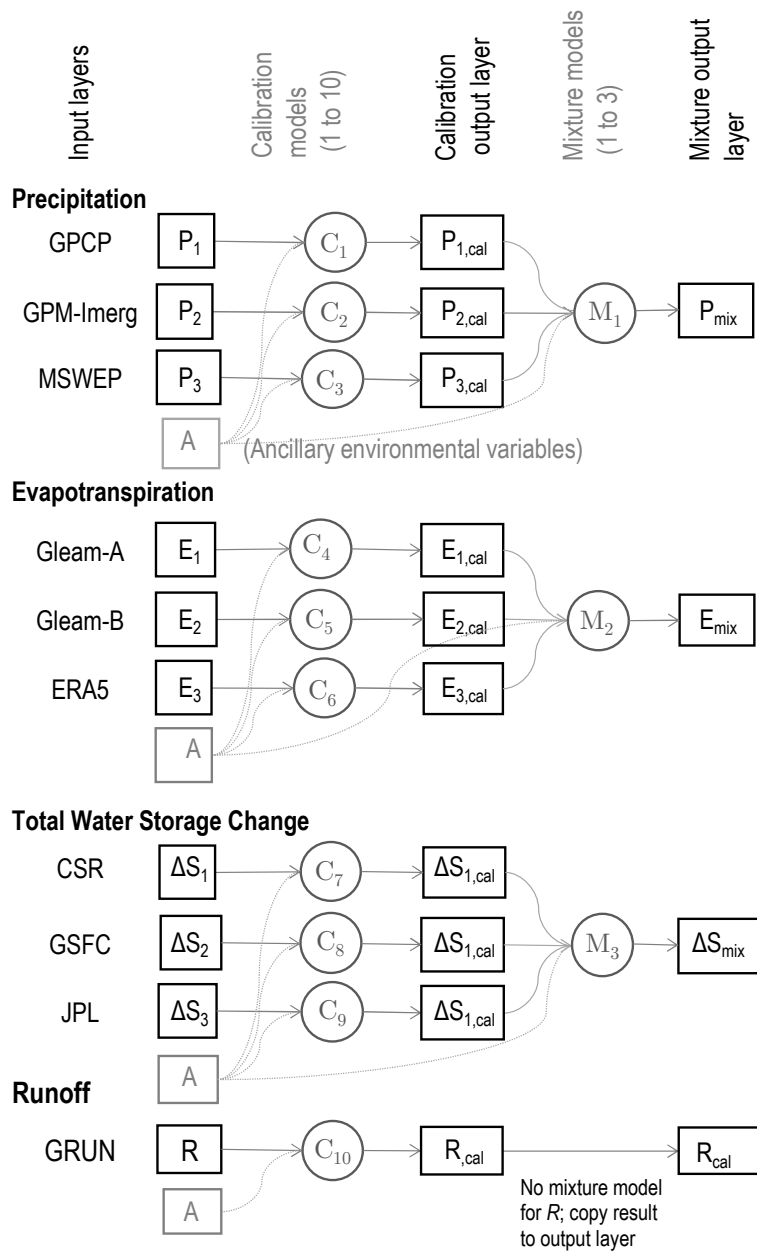 Input layers
Calibration
models
(1 to 10)
Calibration
output layer
Mixture models
(1 to 3)
Mixture output
layer
Precipitation
GPCP P1 C1 P1,cal
GPM-Imerg P2 C2 P2,cal M1 Pmix
MSWEP P3 C3 P3,cal
A (Ancillary environmental variables)
Evapotranspiration
Gleam-A E1 C4 E1,cal
Gleam-B E2 C5 E2,cal M2 Emix
ERA5 E3 C6 E3,cal
A
Total Water Storage Change
CSR ΔS1 C7 ΔS1,cal
GSFC ΔS2 C8 ΔS1,cal M3 ΔSmix
JPL ΔS3 C9 ΔS1,cal
A
Runoff
GRUN R C10 R,cal Rcal
A
No mixture model
for R; copy result
to output layer